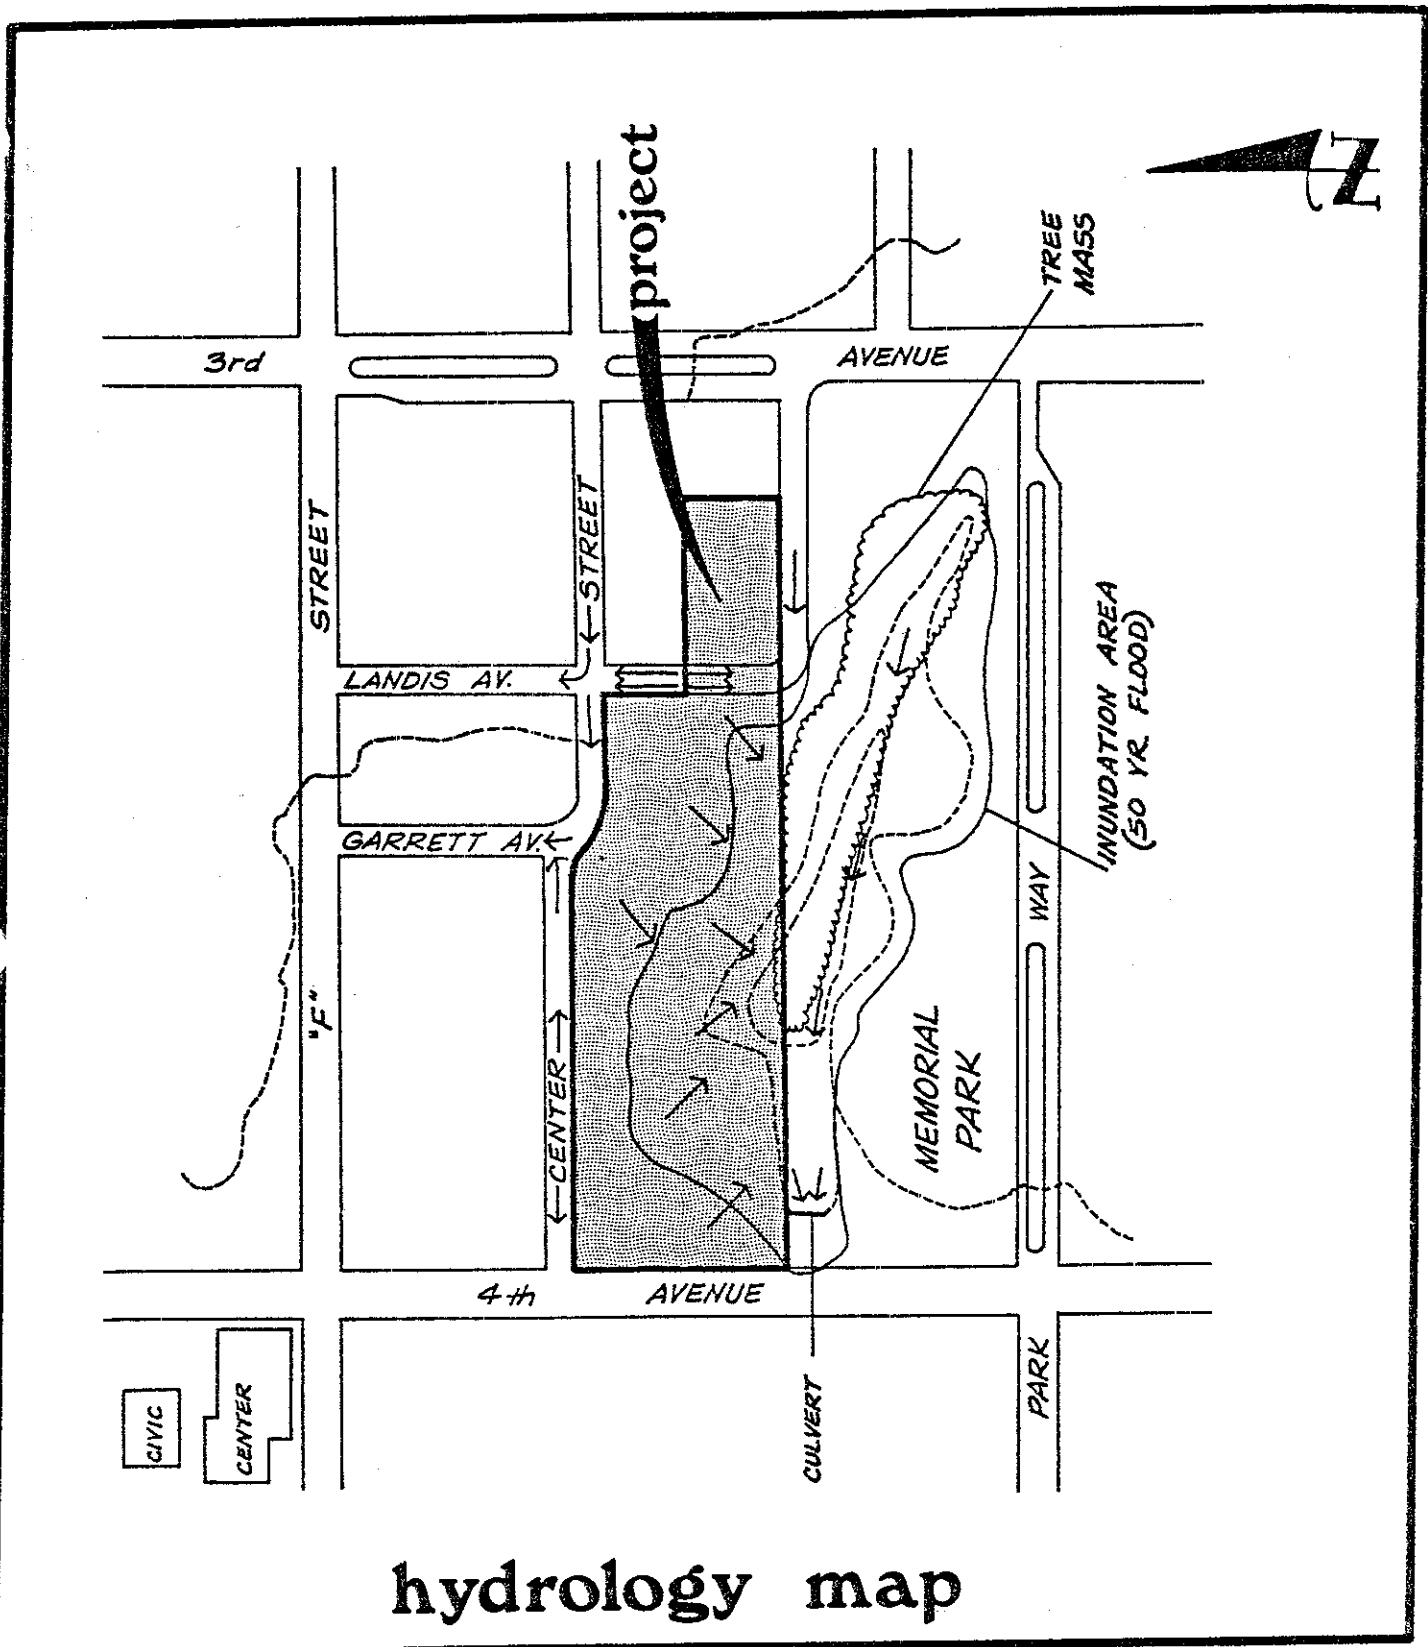 project
N
TREE
MASS
3rd
AVENUE
STREET
STREET
LANDIS AV.
INUNDATION AREA
(50 YR. FLOOD)
GARRETT AV.
WAY
"F"
MEMORIAL
PARK
CENTER
4th
AVENUE
PARK
CIVIC
CENTER
CULVERT
hydrology map